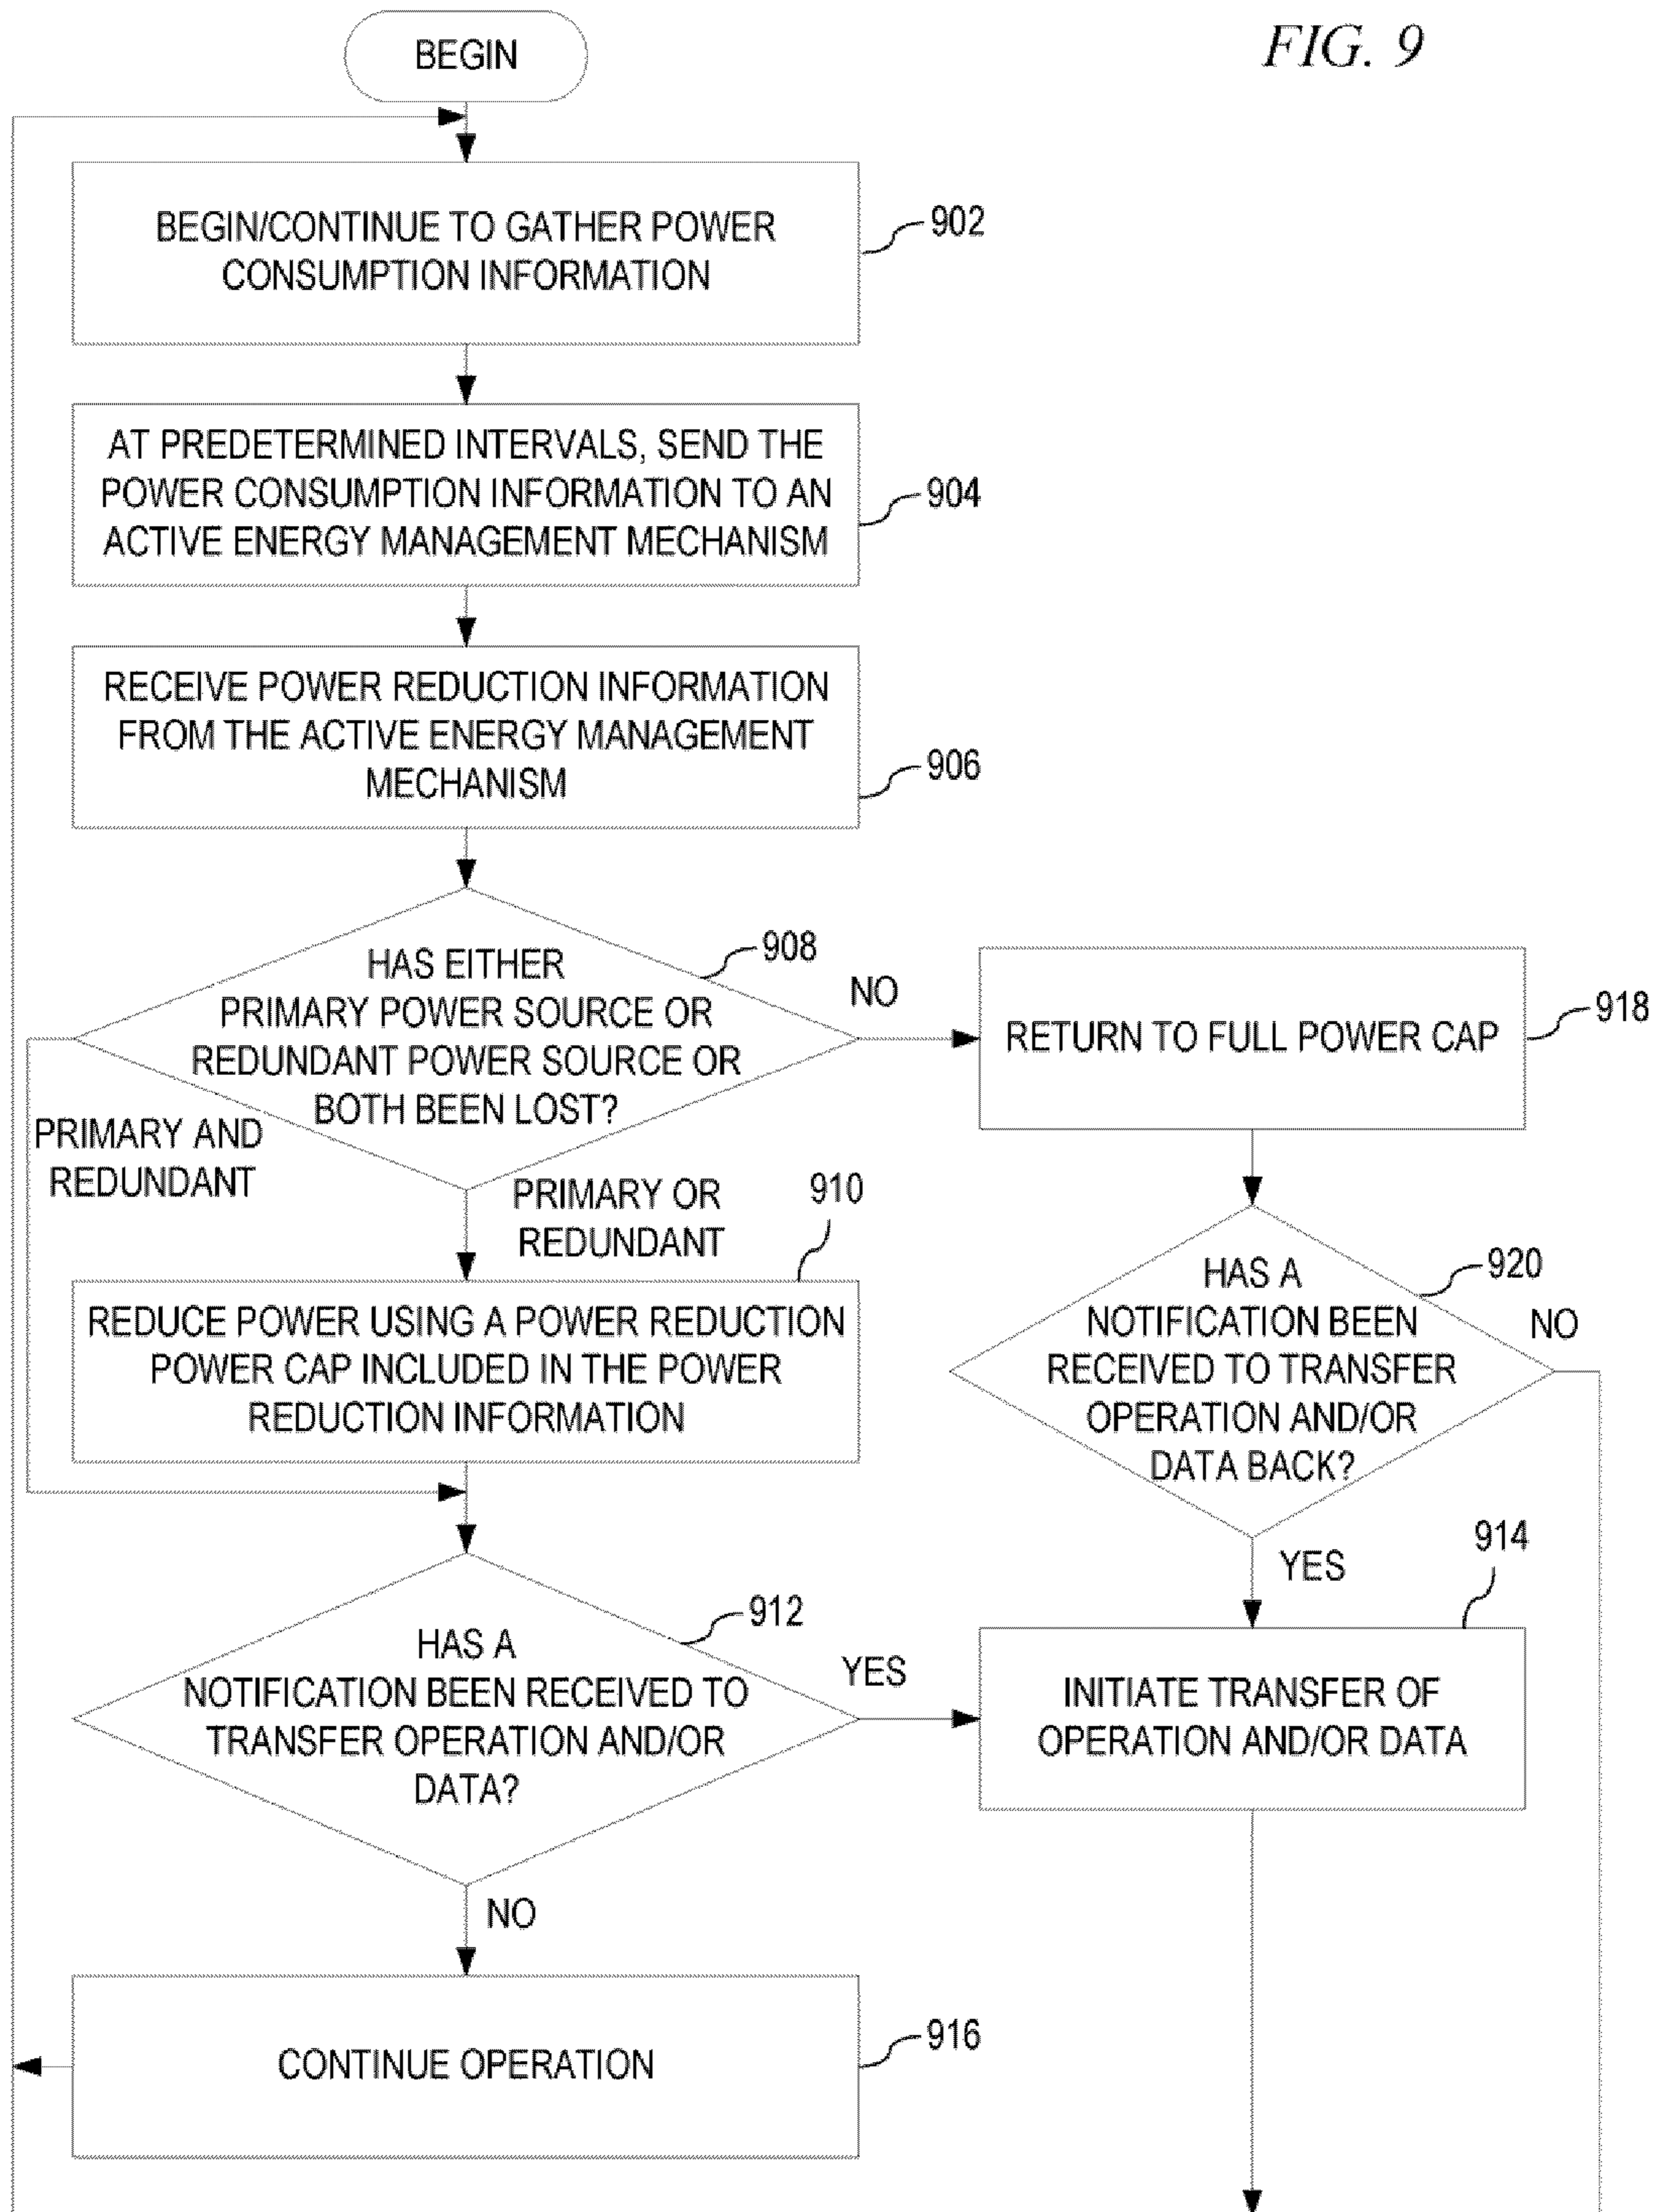 FIG. 9
BEGIN
BEGIN/CONTINUE TO GATHER POWER
CONSUMPTION INFORMATION
902
AT PREDETERMINED INTERVALS, SEND THE
POWER CONSUMPTION INFORMATION TO AN
ACTIVE ENERGY MANAGEMENT MECHANISM
904
RECEIVE POWER REDUCTION INFORMATION
FROM THE ACTIVE ENERGY MANAGEMENT
MECHANISM
906
HAS EITHER
PRIMARY POWER SOURCE OR
REDUNDANT POWER SOURCE OR
BOTH BEEN LOST?
908
NO
RETURN TO FULL POWER CAP
918
PRIMARY AND
REDUNDANT
PRIMARY OR
REDUNDANT
910
REDUCE POWER USING A POWER REDUCTION
POWER CAP INCLUDED IN THE POWER
REDUCTION INFORMATION
HAS A
NOTIFICATION BEEN
RECEIVED TO TRANSFER
OPERATION AND/OR
DATA BACK?
920
NO
YES
914
HAS A
NOTIFICATION BEEN RECEIVED TO
TRANSFER OPERATION AND/OR
DATA?
912
YES
INITIATE TRANSFER OF
OPERATION AND/OR DATA
NO
CONTINUE OPERATION
916